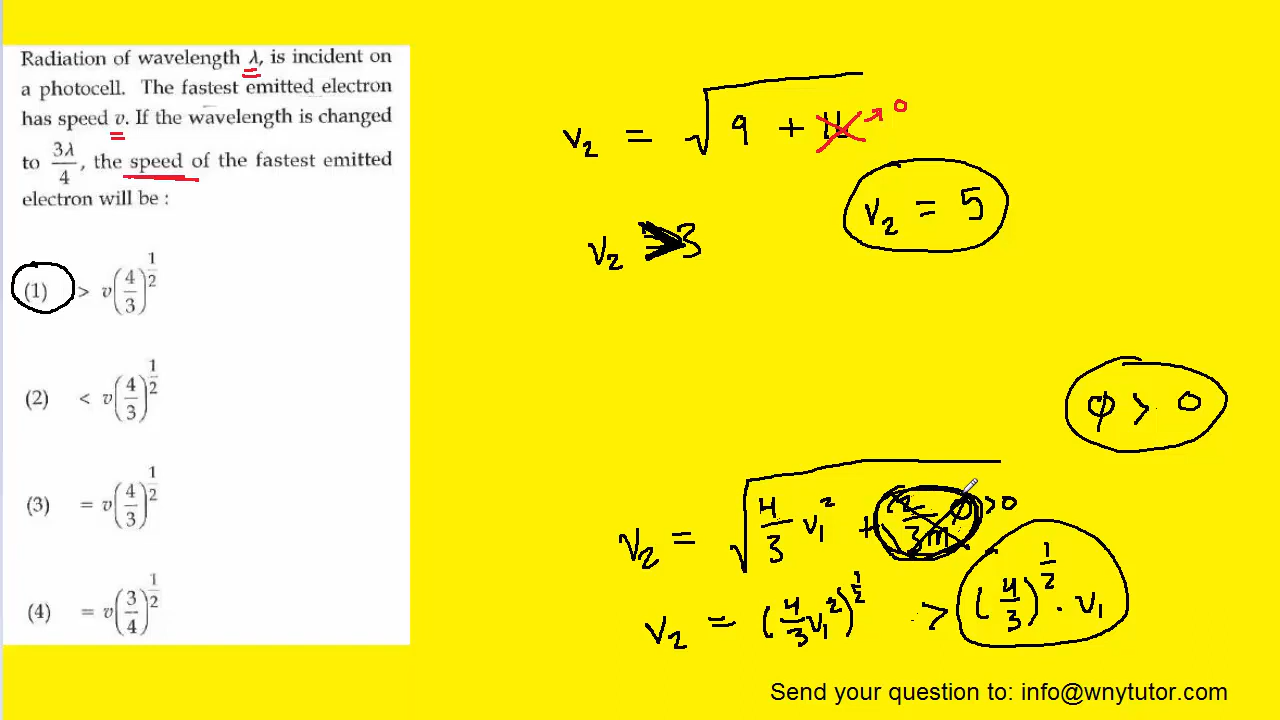 Radiation of wavelength λ, is incident on
a photocell. The fastest emitted electron
has speed v. If the wavelength is changed
to 3λ/4, the speed of the fastest emitted
electron will be :
(1) > v(4/3)^1/2
(2) < v(4/3)^1/2
(3) = v(4/3)^1/2
(4) = v(3/4)^1/2
v₂ = √9 + 16 → 0
v₂ > 3
v₂ = 5
φ > 0
v₂ = √4/3 v₁² + 2/3m φ > 0
v₂ = (4/3 v₁²)^1/2 > (4/3)^1/2 · v₁
Send your question to: info@wnytutor.com